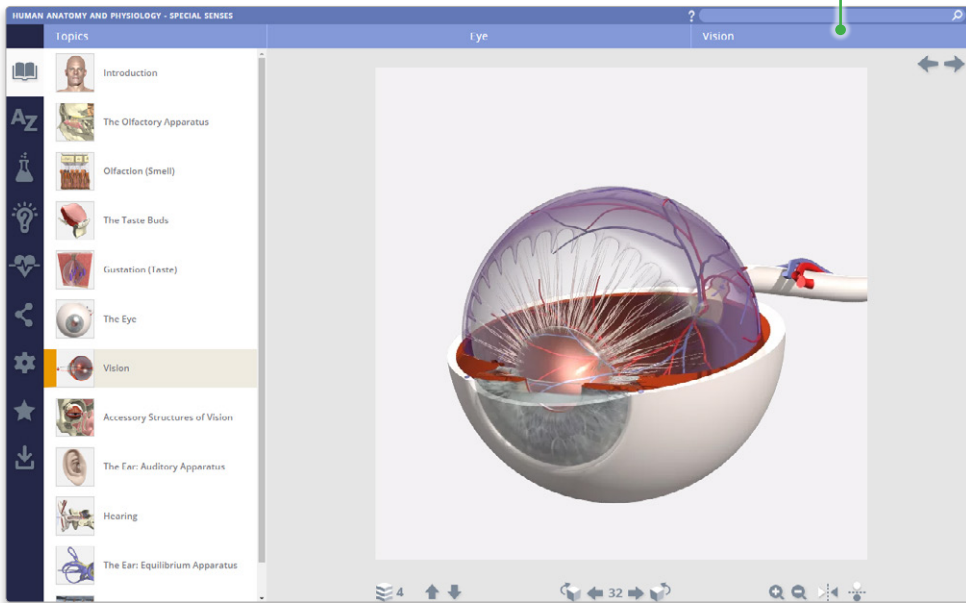 HUMAN ANATOMY AND PHYSIOLOGY - SPECIAL SENSES
?
Topics
Eye
Vision
AZ
Introduction
The Olfactory Apparatus
Olfaction (Smell)
The Taste Buds
Gustation (Taste)
The Eye
Vision
Accessory Structures of Vision
The Ear: Auditory Apparatus
Hearing
The Ear: Equilibrium Apparatus
4
32